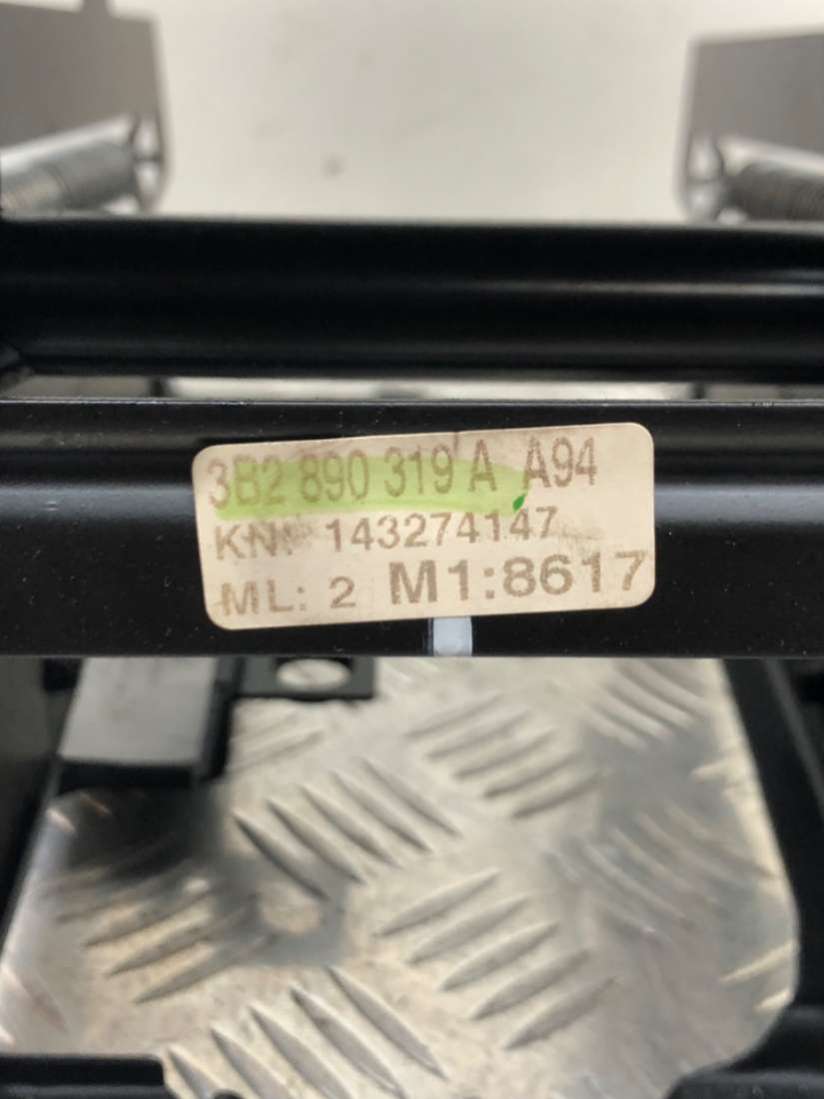 3B2 890 319 A A94
KN: 143274147
ML: 2 M1:8617